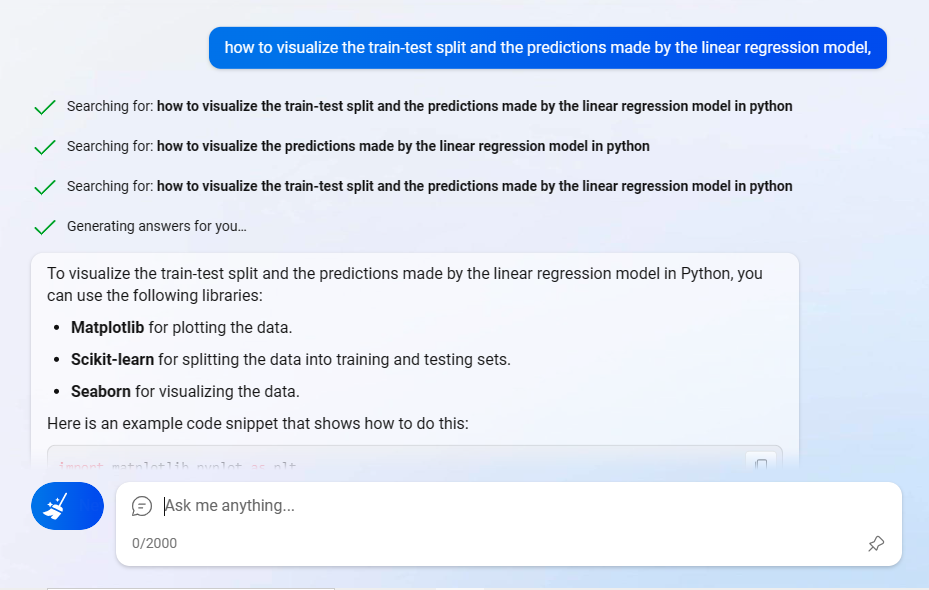 how to visualize the train-test split and the predictions made by the linear regression model,
Searching for: how to visualize the train-test split and the predictions made by the linear regression model in python
Searching for: how to visualize the predictions made by the linear regression model in python
Searching for: how to visualize the train-test split and the predictions made by the linear regression model in python
Generating answers for you…
To visualize the train-test split and the predictions made by the linear regression model in Python, you
can use the following libraries:
• Matplotlib for plotting the data.
• Scikit-learn for splitting the data into training and testing sets.
• Seaborn for visualizing the data.
Here is an example code snippet that shows how to do this:
import matplotlib.pyplot as plt
Ask me anything...
0/2000